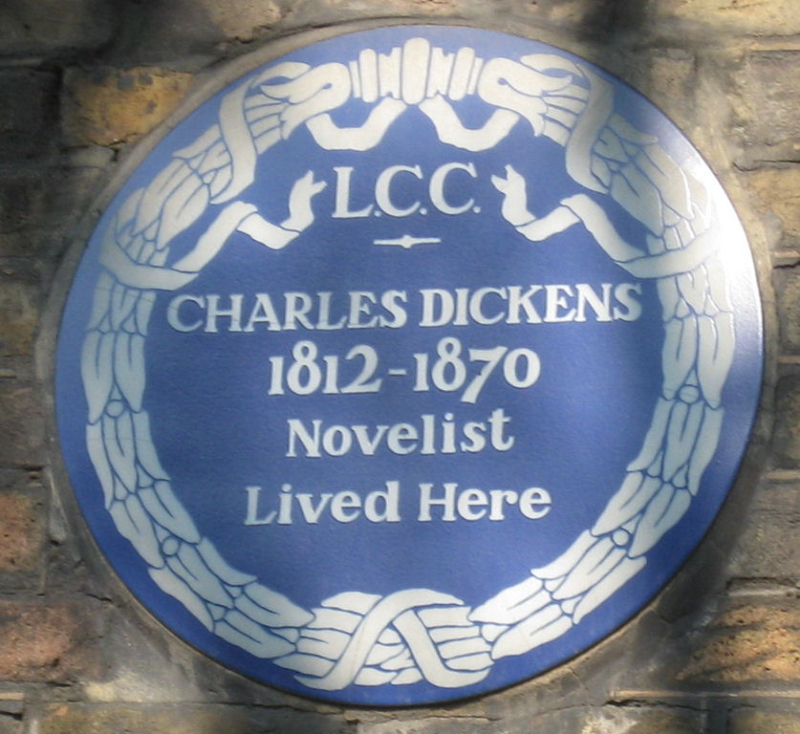 L.C.C.
CHARLES DICKENS
1812-1870
Novelist
Lived Here